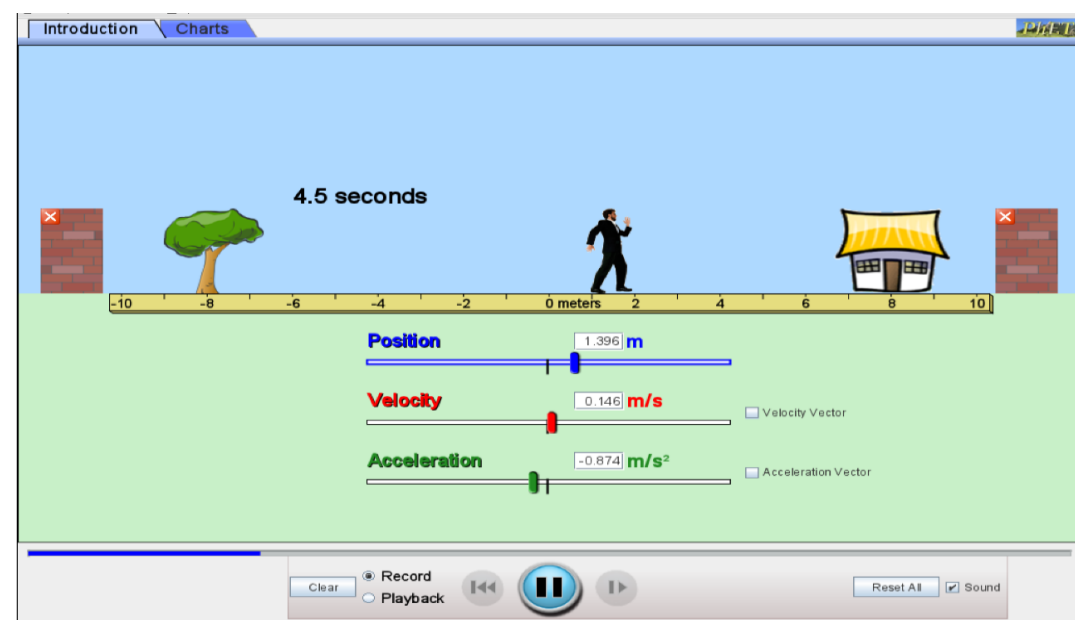 Introduction
Charts
PhET
4.5 seconds
-10 -8 -6 -4 -2 0 meters 2 4 6 8 10
Position 1.396 m
Velocity 0.146 m/s
Velocity Vector
Acceleration -0.874 m/s²
Acceleration Vector
Clear
Record
Playback
Reset All
Sound